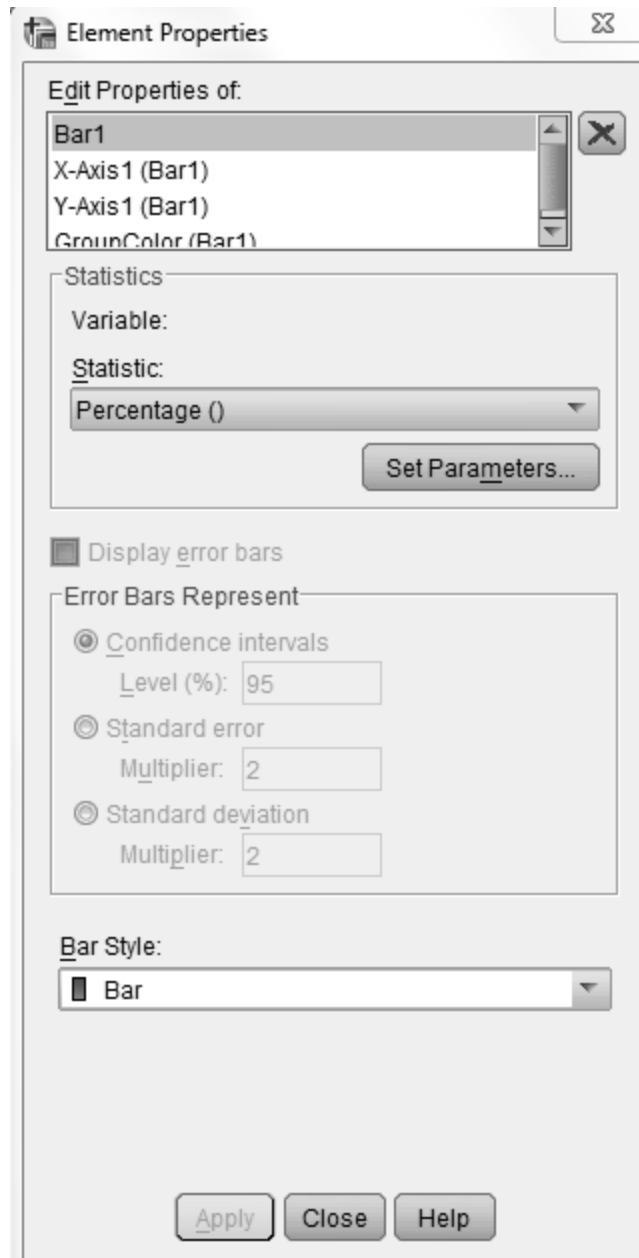 Element Properties
Edit Properties of:
Bar1
X-Axis1 (Bar1)
Y-Axis1 (Bar1)
GroupColor (Bar1)
Statistics
Variable:
Statistic:
Percentage ()
Set Parameters...
Display error bars
Error Bars Represent
Confidence intervals
Level (%): 95
Standard error
Multiplier: 2
Standard deviation
Multiplier: 2
Bar Style:
Bar
Apply Close Help